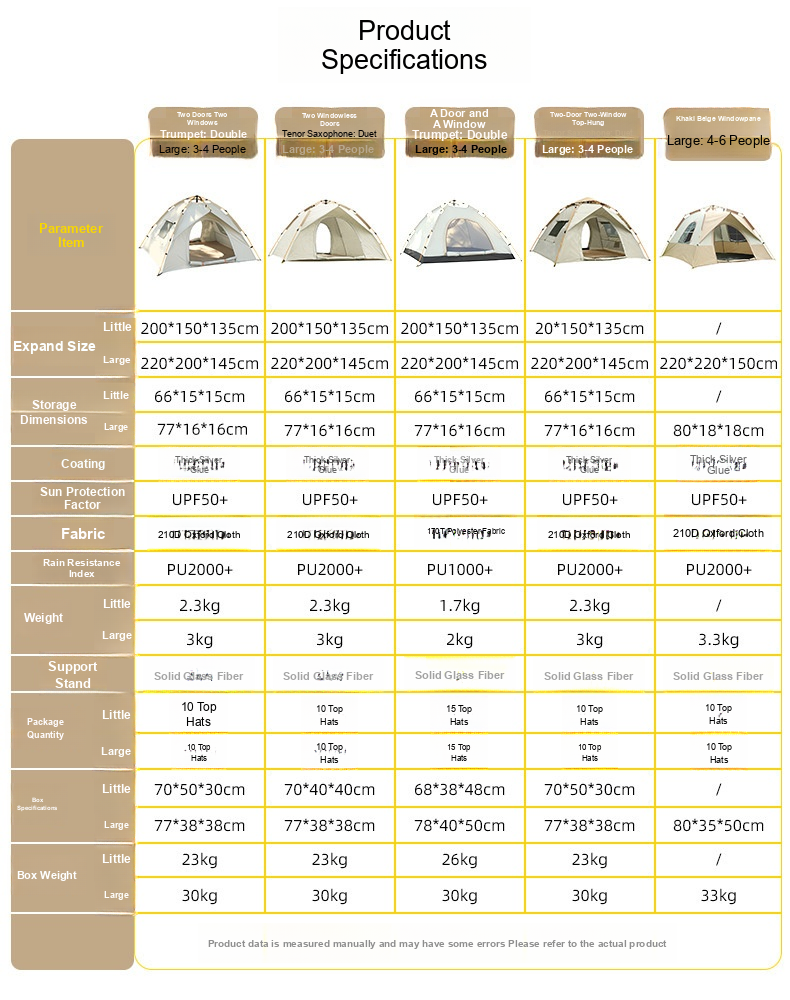 Product
Specifications
Two Doors Two
Windows
Trumpet: Double
Large: 3-4 People
Two Windowless
Doors
Tenor Saxophone: Duet
Large: 3-4 People
A Door and
A Window
Trumpet: Double
Large: 3-4 People
Two-Door Two-Window
Top-Hung
Large: 3-4 People
Khaki Beige Windowpane
Large: 4-6 People
Parameter
Item
Expand Size
Little 200*150*135cm 200*150*135cm 200*150*135cm 20*150*135cm /
Large 220*200*145cm 220*200*145cm 220*200*145cm 220*200*145cm 220*220*150cm
Storage
Dimensions
Little 66*15*15cm 66*15*15cm 66*15*15cm 66*15*15cm /
Large 77*16*16cm 77*16*16cm 77*16*16cm 77*16*16cm 80*18*18cm
Coating
Thick Silver Thick Silver Thick Silver Thick Silver Thick Silver
Glue Glue Glue Glue Glue
Sun Protection
Factor
UPF50+ UPF50+ UPF50+ UPF50+ UPF50+
Fabric
210D Oxford Cloth 210D Oxford Cloth 170T Polyester Fabric 210D Oxford Cloth 210D Oxford Cloth
Rain Resistance
Index
PU2000+ PU2000+ PU1000+ PU2000+ PU2000+
Weight
Little 2.3kg 2.3kg 1.7kg 2.3kg /
Large 3kg 3kg 2kg 3kg 3.3kg
Support
Stand
Solid Glass Fiber Solid Glass Fiber Solid Glass Fiber Solid Glass Fiber Solid Glass Fiber
Package
Quantity
Little
10 Top 10 Top 15 Top 10 Top 10 Top
Hats Hats Hats Hats Hats
Large
10 Top 10 Top 15 Top 10 Top 10 Top
Hats Hats Hats Hats Hats
Box
Specifications
Little 70*50*30cm 70*40*40cm 68*38*48cm 70*50*30cm /
Large 77*38*38cm 77*38*38cm 78*40*50cm 77*38*38cm 80*35*50cm
Box Weight
Little 23kg 23kg 26kg 23kg /
Large 30kg 30kg 30kg 30kg 33kg
Product data is measured manually and may have some errors Please refer to the actual product